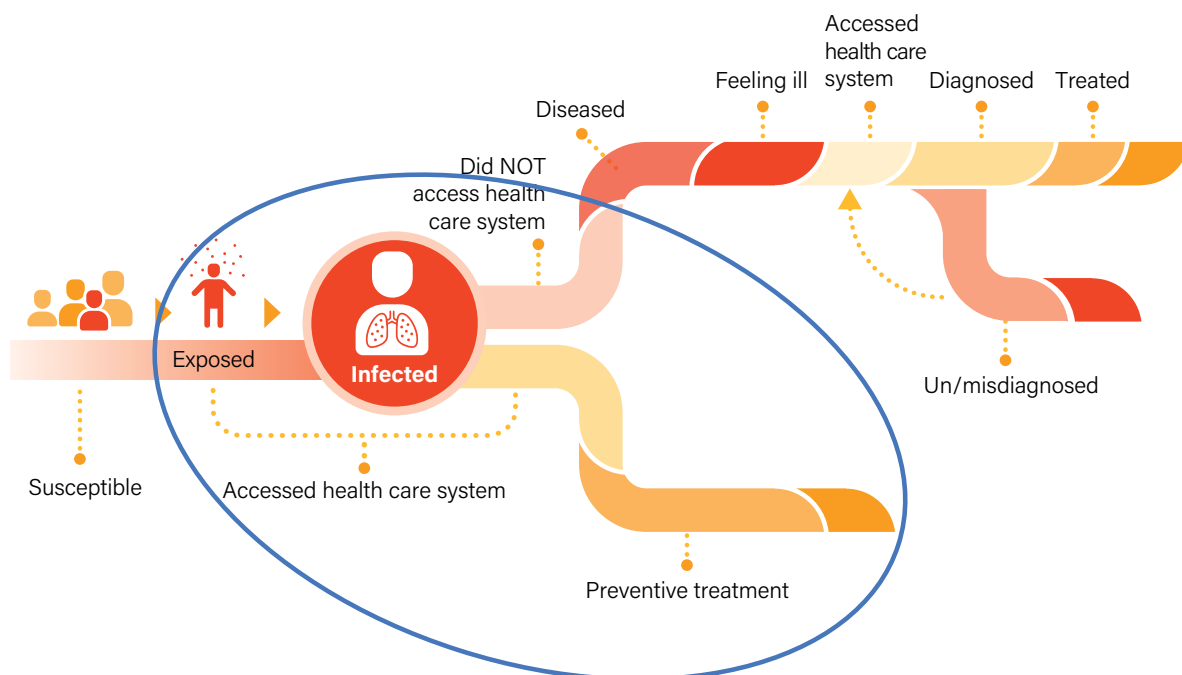 Accessed
health care
system
Feeling ill
Diagnosed
Treated
Diseased
Did NOT
access health
care system
Exposed
Infected
Un/misdiagnosed
Susceptible
Accessed health care system
Preventive treatment